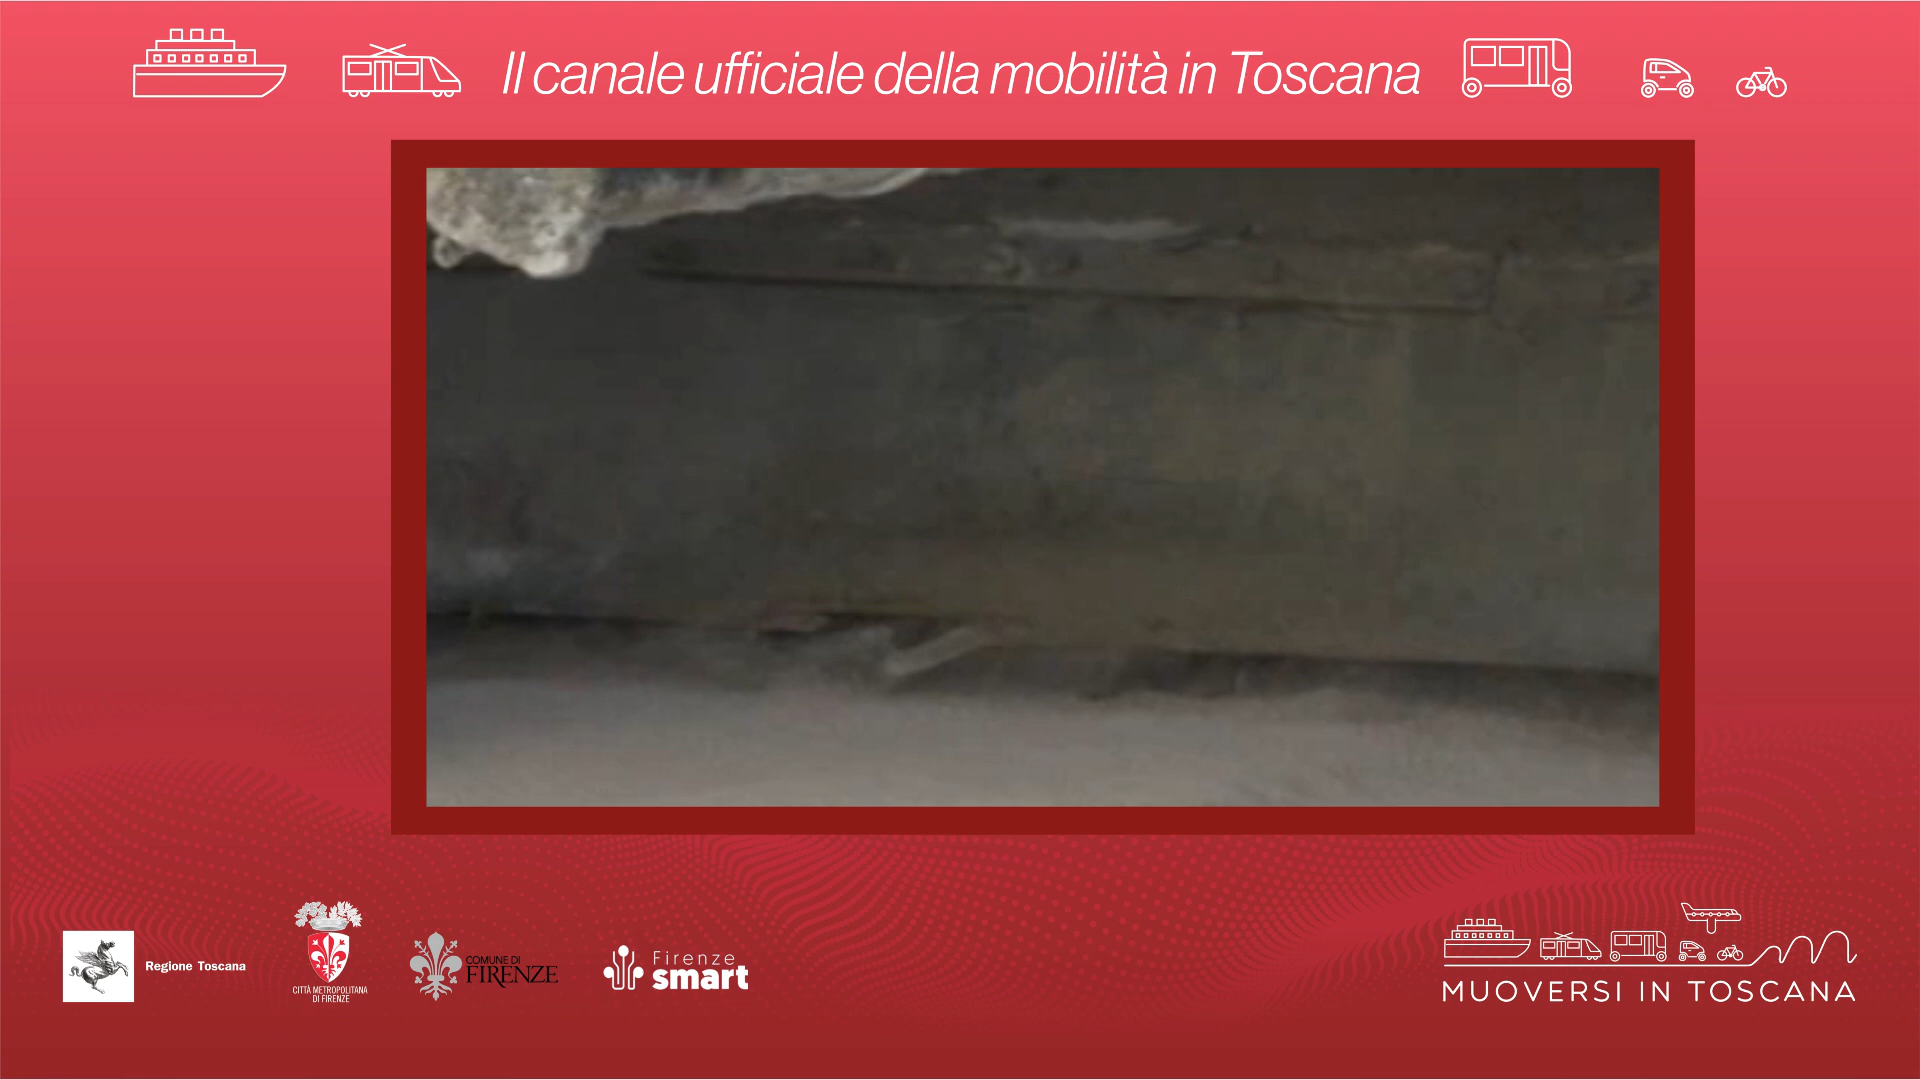 Il canale ufficiale della mobilità in Toscana
Regione Toscana
CITTÀ METROPOLITANA
DI FIRENZE
COMUNE DI
FIRENZE
Firenze
smart
MUOVERSI IN TOSCANA